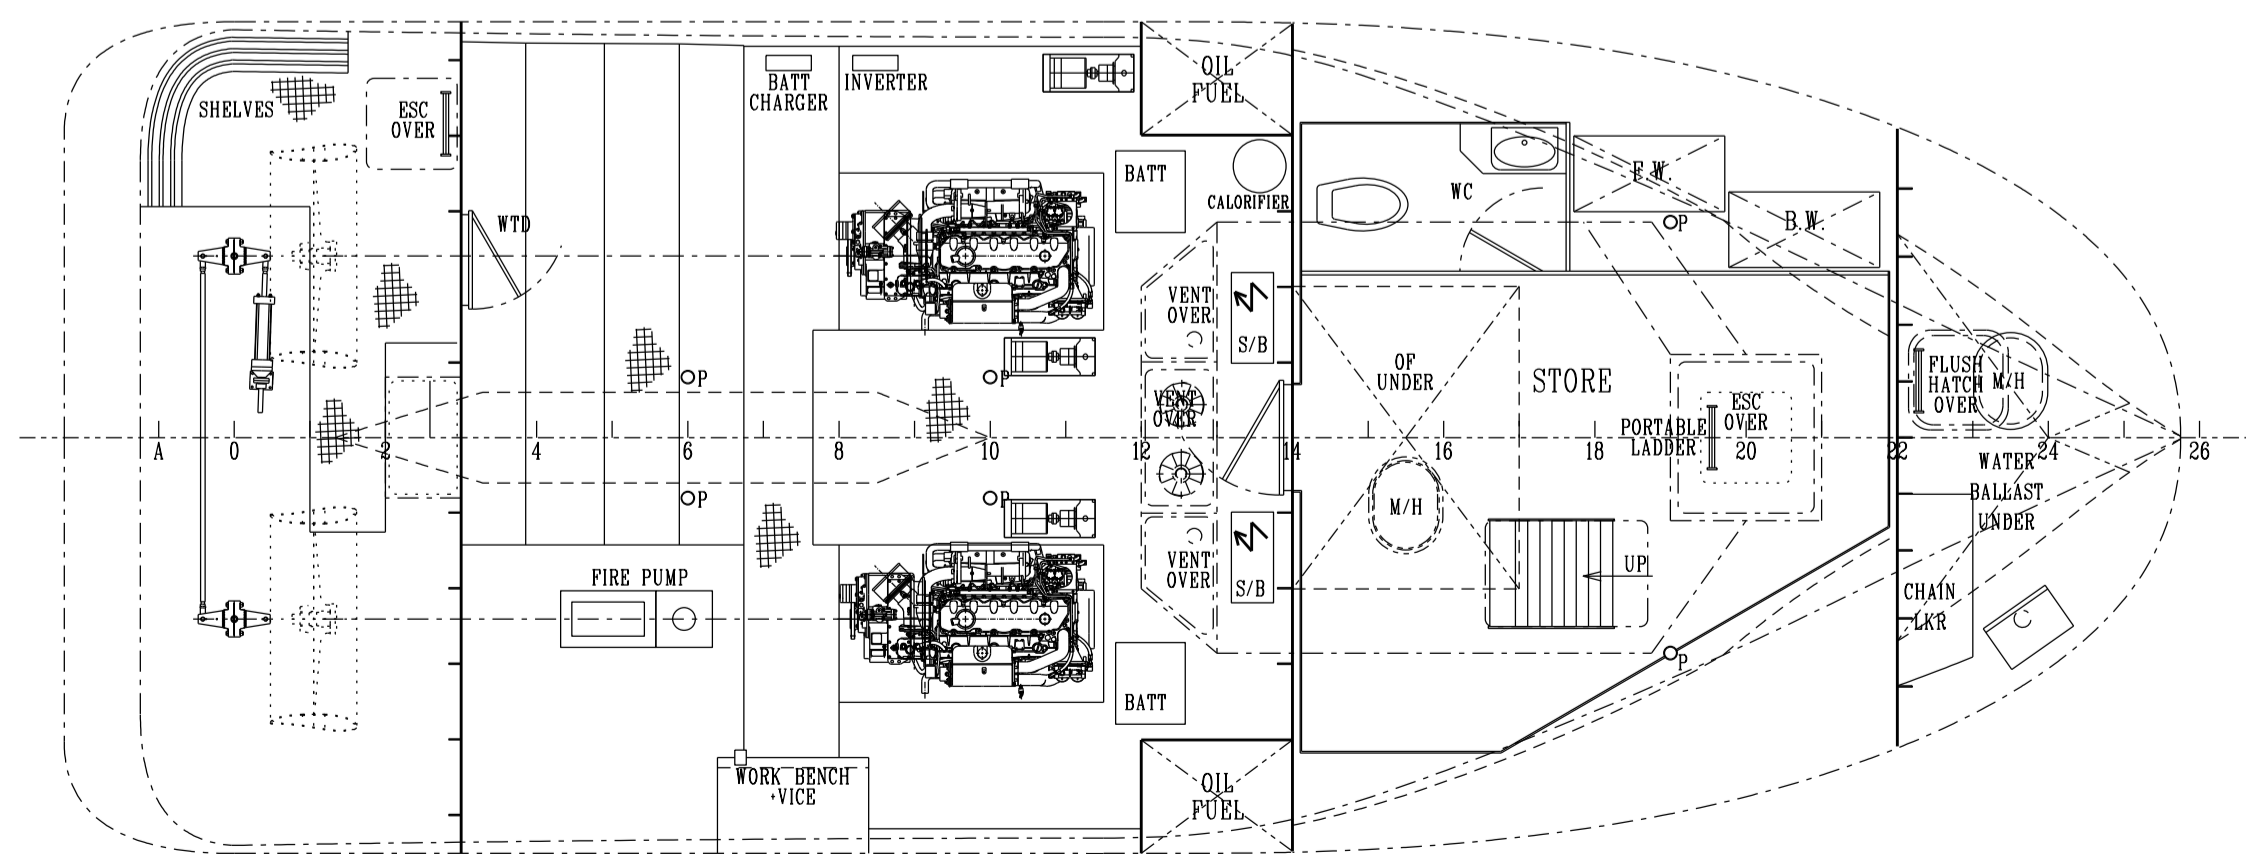 SHELVES
ESC
OVER
WTD
BATT
CHARGER
INVERTER
OIL
FUEL
BATT
CALORIFIER
WC
F.W.
P
B.W.
VENT
OVER
S/B
P
P
VENT
OVER
OF
UNDER
STORE
PORTABLE
LADDER
ESC
OVER
FLUSH
HATCH
OVER
M/H
A
0
2
4
6
8
10
12
14
16
18
20
22
24
26
WATER
BALLAST
UNDER
P
P
M/H
VENT
OVER
S/B
UP
FIRE PUMP
CHAIN
LKR
P
BATT
WORK BENCH
+VICE
OIL
FUEL